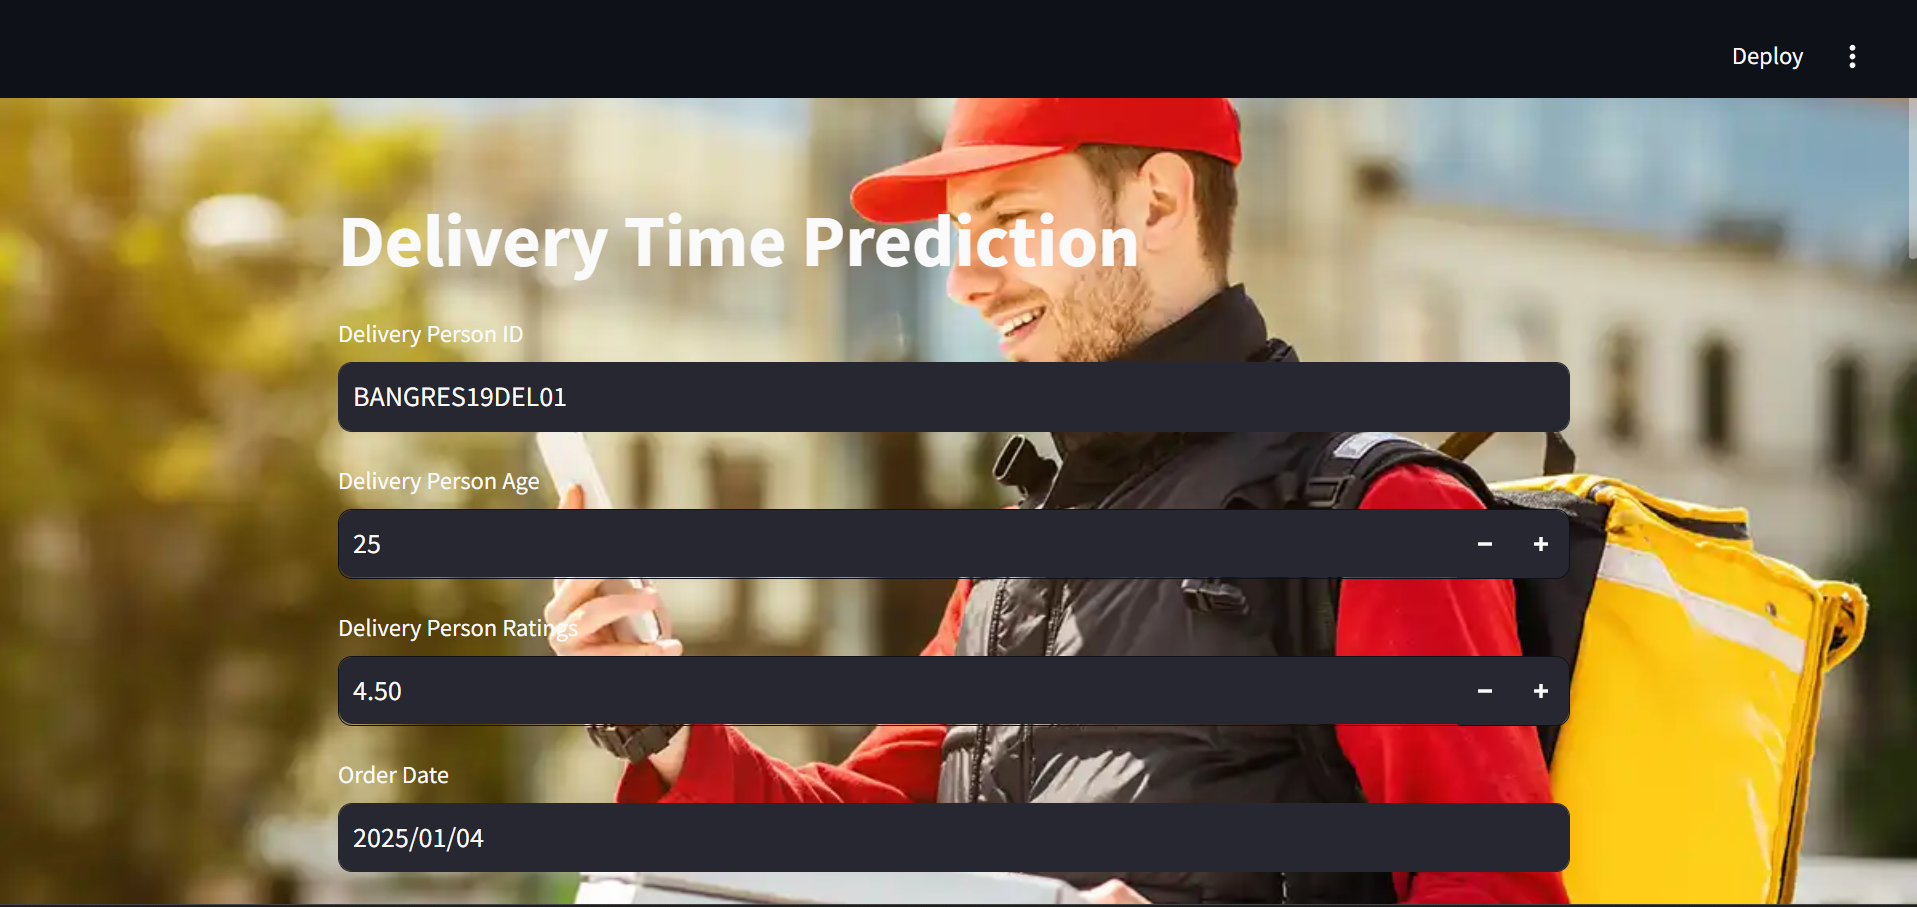 Deploy
Delivery Time Prediction
Delivery Person ID
BANGRES19DEL01
Delivery Person Age
25
Delivery Person Ratings
4.50
Order Date
2025/01/04